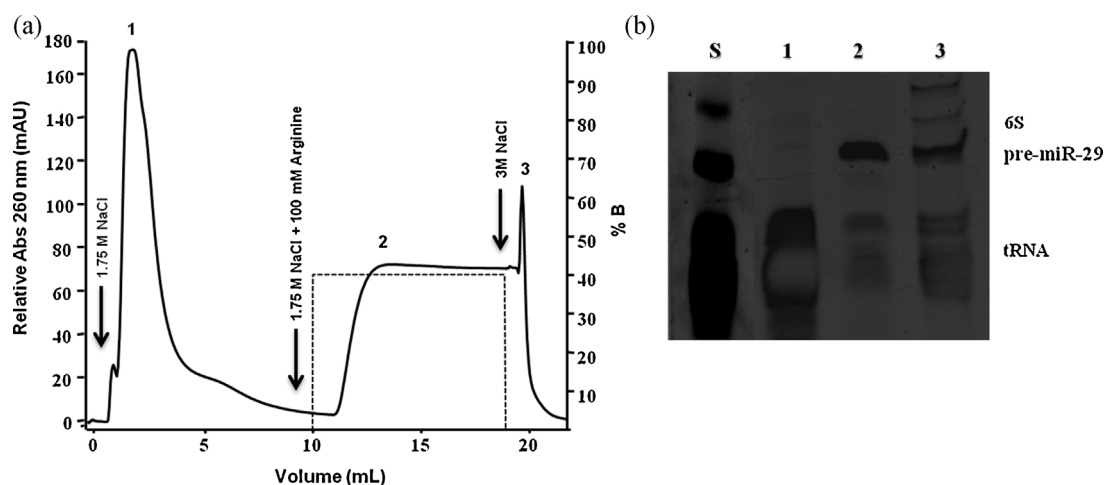 (a)
Relative Abs 260 nm (mAU)
180
160
140
120
100
80
60
40
20
0
1
1.75 M NaCl
1.75 M NaCl + 100 mM Arginine
2
3M NaCl
3
100
90
80
70
60
50
40
30
20
10
% B
0
5
10
15
20
Volume (mL)
(b)
S 1 2 3
6S
pre-miR-29
tRNA